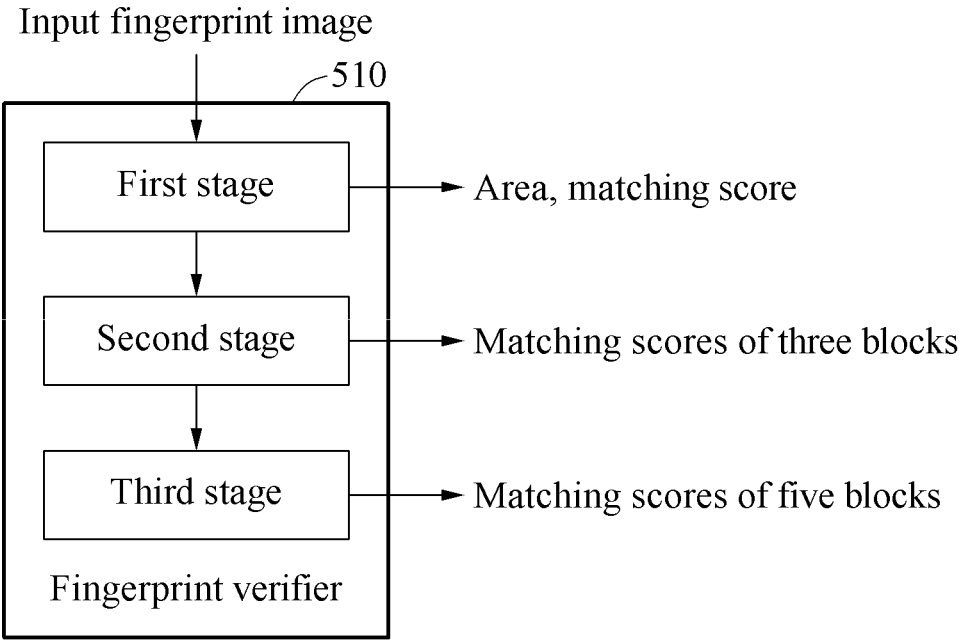 Input fingerprint image
510
First stage
Area, matching score
Second stage
Matching scores of three blocks
Third stage
Matching scores of five blocks
Fingerprint verifier